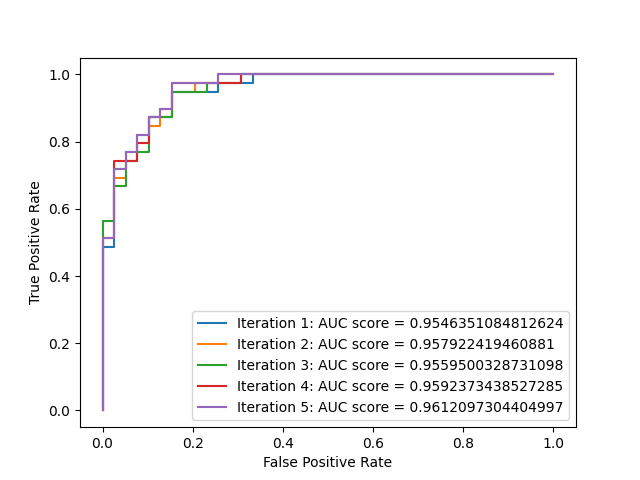 1.0
0.8
0.6
0.4
0.2
0.0
True Positive Rate
Iteration 1: AUC score = 0.9546351084812624
Iteration 2: AUC score = 0.957922419460881
Iteration 3: AUC score = 0.9559500328731098
Iteration 4: AUC score = 0.9592373438527285
Iteration 5: AUC score = 0.9612097304404997
0.0 0.2 0.4 0.6 0.8 1.0
False Positive Rate